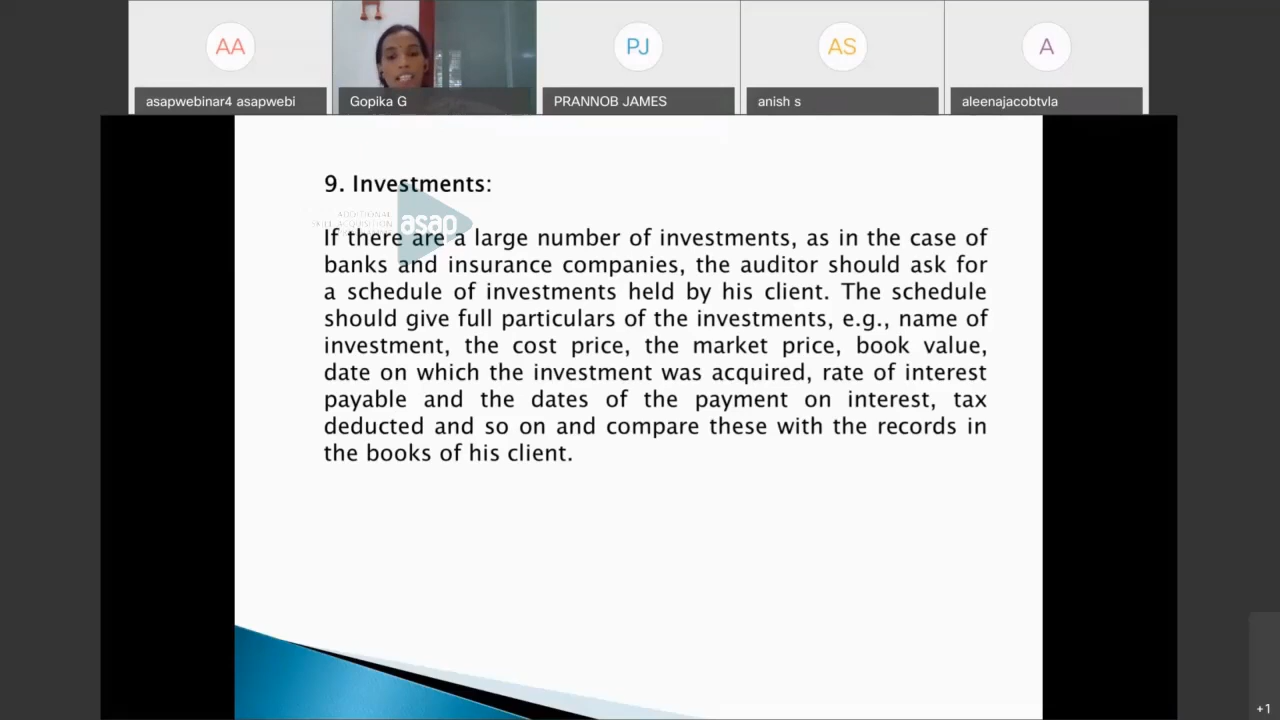 AA
PJ
AS
A
asapwebinar4 asapwebi
Gopika G
PRANNOB JAMES
anish s
aleenajacobtvla
9. Investments:
ADDITIONAL
SKILL ACQUISITION
asap
If there are a large number of investments, as in the case of
banks and insurance companies, the auditor should ask for
a schedule of investments held by his client. The schedule
should give full particulars of the investments, e.g., name of
investment, the cost price, the market price, book value,
date on which the investment was acquired, rate of interest
payable and the dates of the payment on interest, tax
deducted and so on and compare these with the records in
the books of his client.
+1